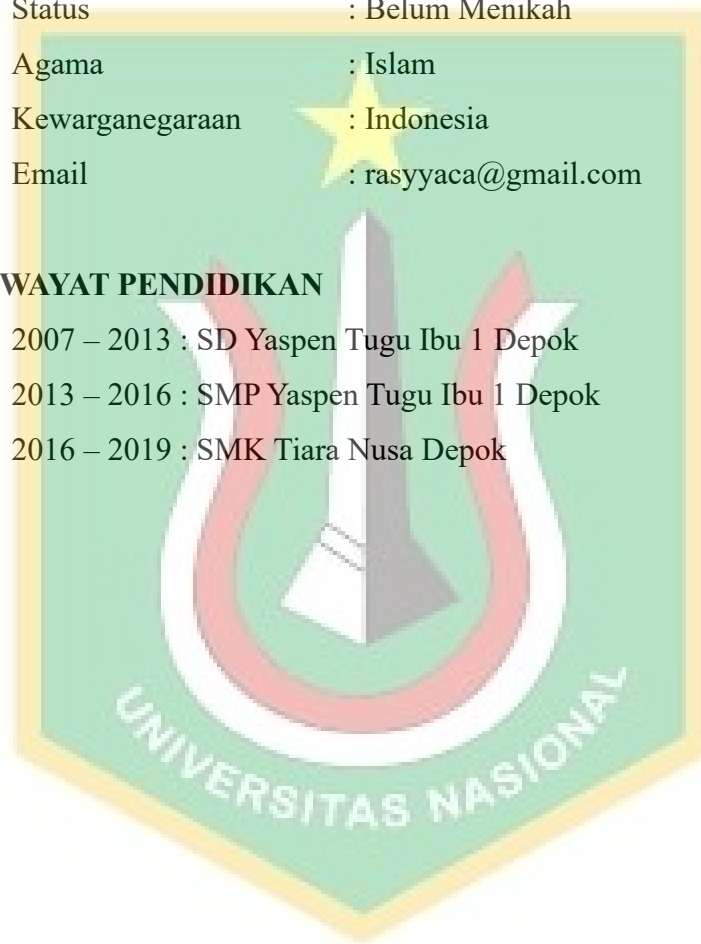 Status : Belum Menikah
Agama : Islam
Kewarganegaraan : Indonesia
Email : rasyyaca@gmail.com
WAYAT PENDIDIKAN
2007 – 2013 : SD Yaspen Tugu Ibu 1 Depok
2013 – 2016 : SMP Yaspen Tugu Ibu 1 Depok
2016 – 2019 : SMK Tiara Nusa Depok
UNIVERSITAS NASIONAL